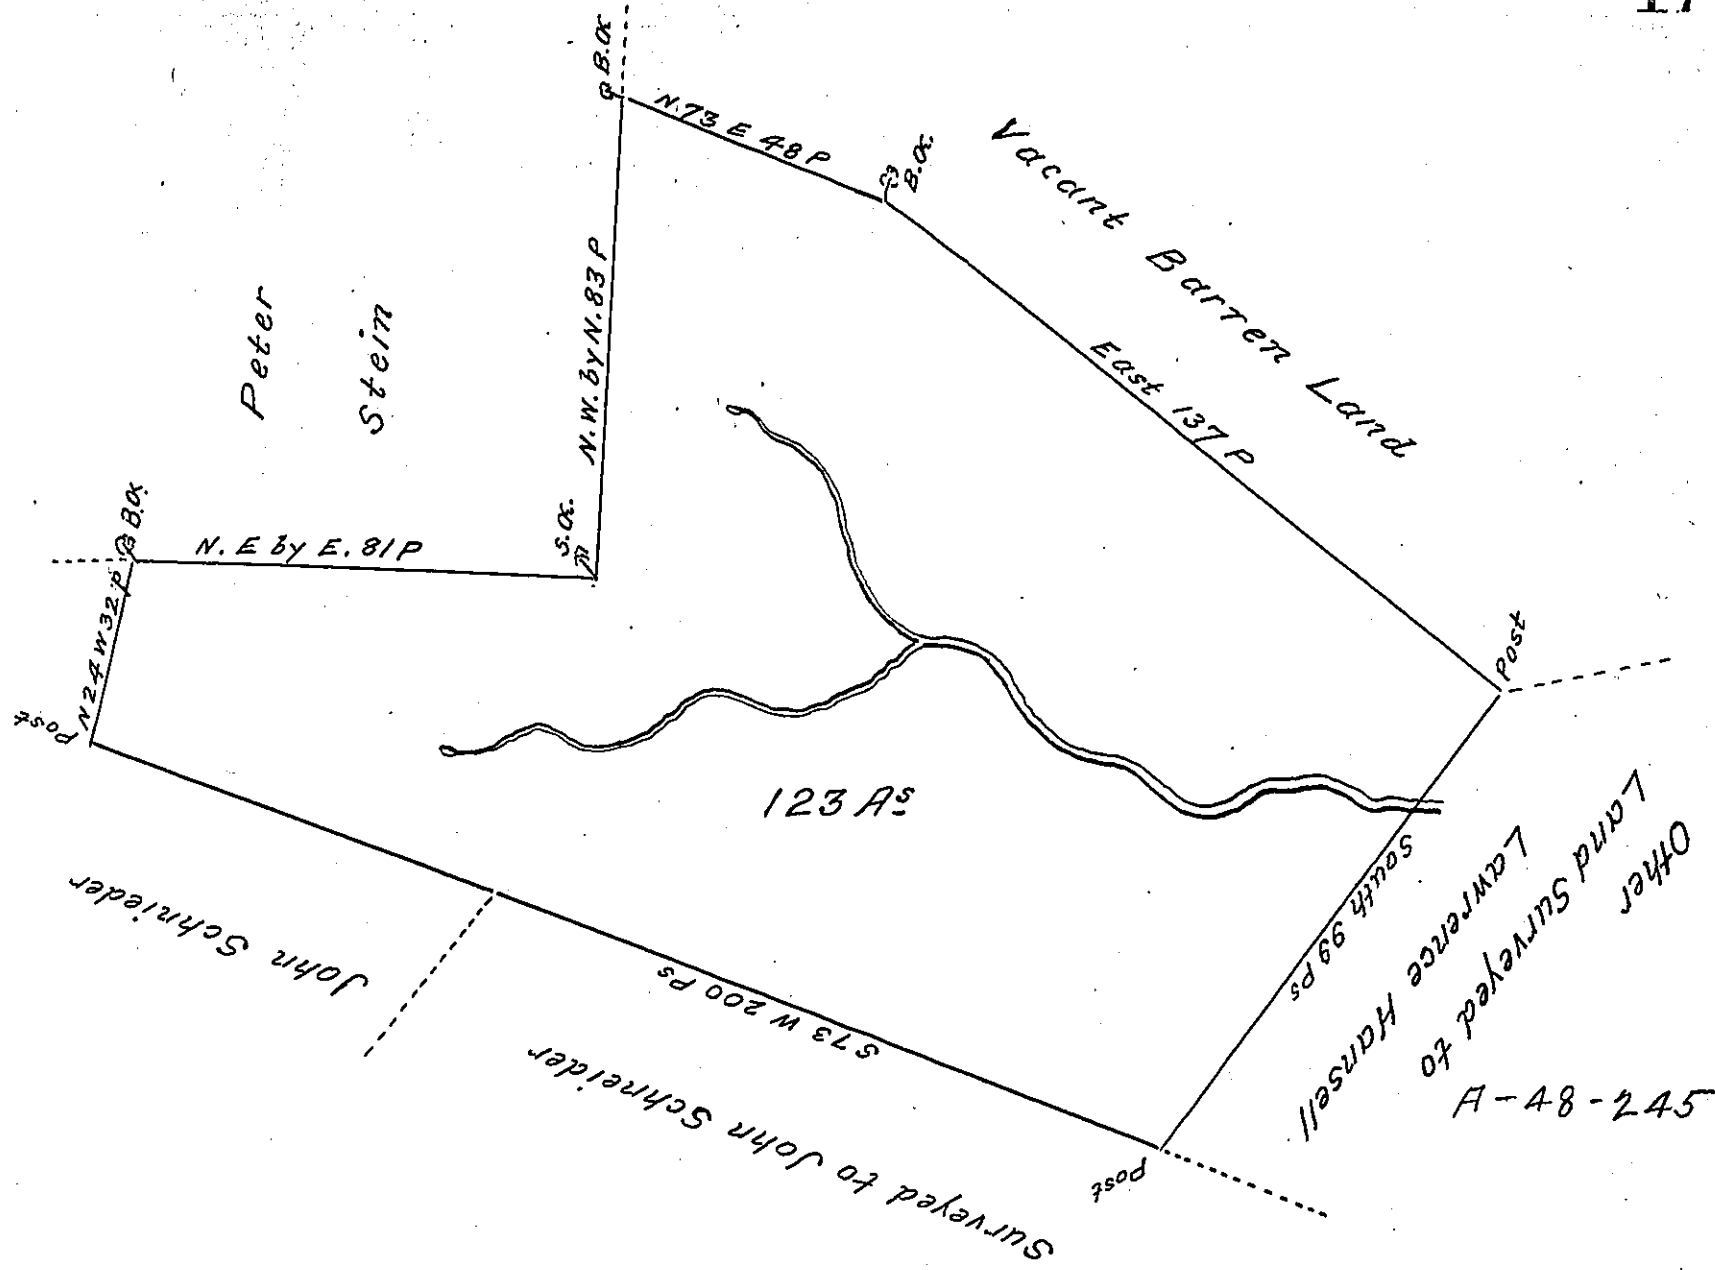 17
B.O.
N.73 E 48 P
B.O.
Vacant Barren Land
Peter
Stein
N.W. by N. 83 P
East 137 P
B.O.
N. E by E. 81 P
S.O.
N 24 W 32 P
Post
Post
123 As
South 99 Ps
Other
Land Surveyed to
Lawrence Hansell
John Schnieder
S 73 W 200 Ps
Surveyed to John Schneider
Post
A-48-245